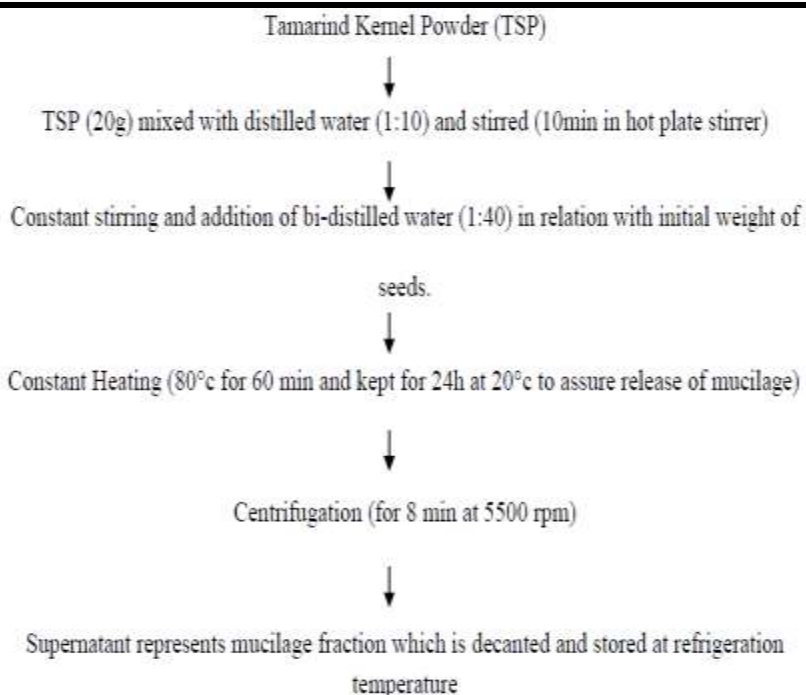 Tamarind Kernel Powder (TSP)
TSP (20g) mixed with distilled water (1:10) and stirred (10min in hot plate stirrer)
Constant stirring and addition of bi-distilled water (1:40) in relation with initial weight of
seeds.
Constant Heating (80°c for 60 min and kept for 24h at 20°c to assure release of mucilage)
Centrifugation (for 8 min at 5500 rpm)
Supernatant represents mucilage fraction which is decanted and stored at refrigeration
temperature